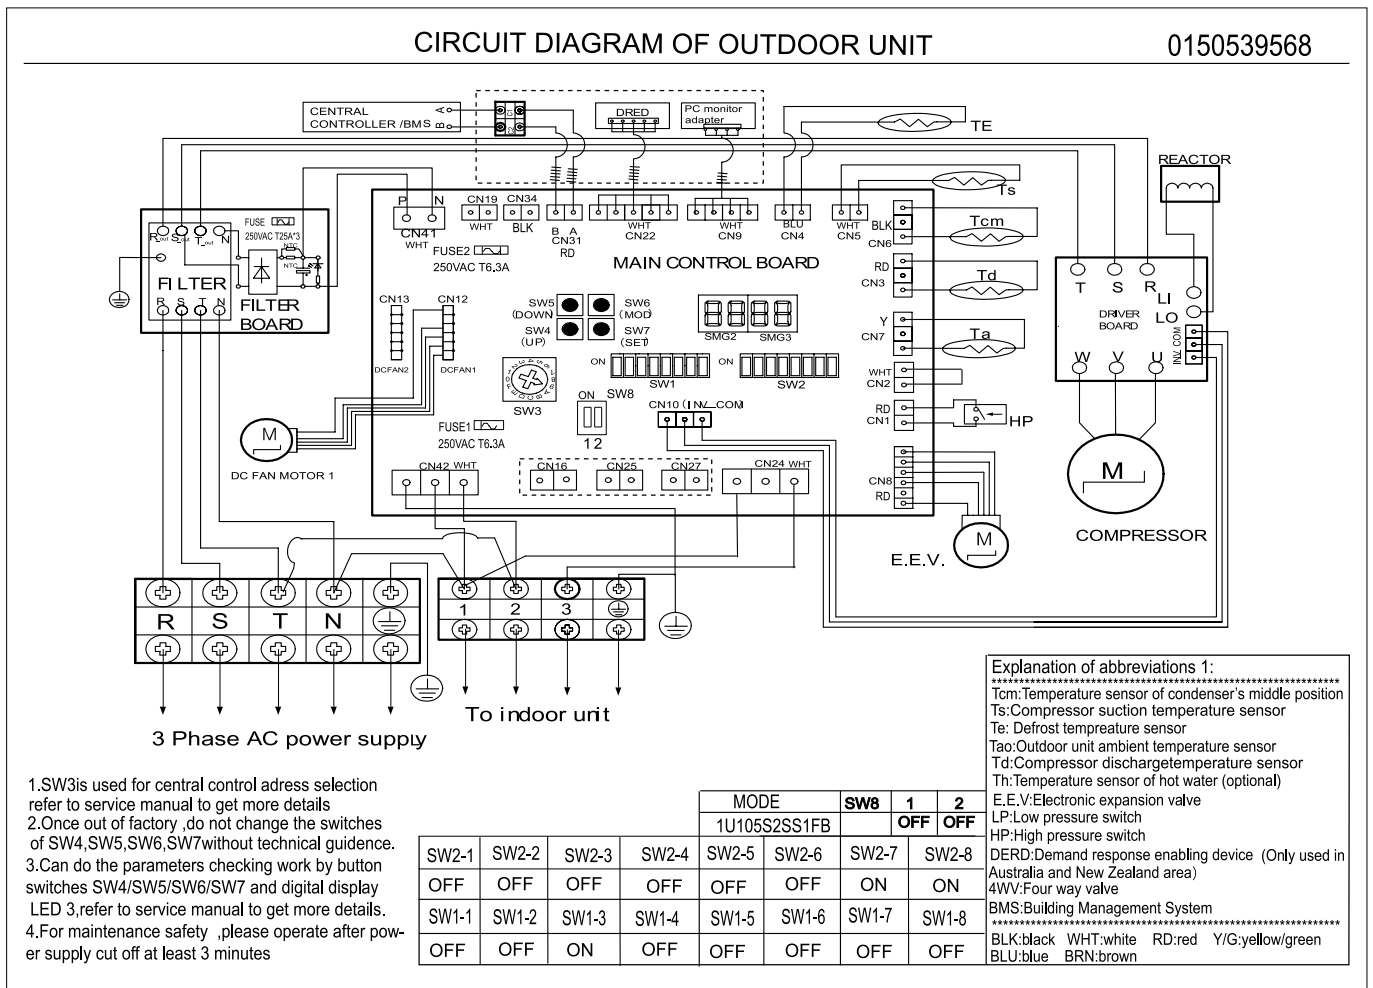 CIRCUIT DIAGRAM OF OUTDOOR UNIT
0150539568
CENTRAL
CONTROLLER /BMS
A
B
C1
C2
DRED
PC monitor
adapter
TE
Ts
REACTOR
P N
CN41
WHT
CN19
WHT
CN34
BLK
B A
CN31
RD
WHT
CN22
WHT
CN9
BLU
CN4
WHT
CN5
BLK
CN6
Tcm
FUSE
250VAC T25A*3
R_out S_out T_out N
NTC
NTC
FILTER
R S T N
FILTER
BOARD
FUSE2
250VAC T6.3A
MAIN CONTROL BOARD
RD
CN3
Td
T S R
LI
LO
DRIVER
BOARD
INV COM
W V U
CN13
CN12
DCFAN2
DCFAN1
SW5
(DOWN)
SW6
(MOD)
SW4
(UP)
SW7
(SET)
SMG2
SMG3
Y
CN7
Ta
ON
SW1
ON
SW2
WHT
CN2
SW3
ON
SW8
1 2
CN10 (INV_COM)
RD
CN1
HP
M
DC FAN MOTOR 1
FUSE1
250VAC T6.3A
CN42 WHT
CN16
CN25
CN27
CN24 WHT
CN8
RD
M
E.E.V.
M
COMPRESSOR
R S T N
1 2 3
To indoor unit
3 Phase AC power supply
Explanation of abbreviations 1:
******************************************************************
Tcm:Temperature sensor of condenser's middle position
Ts:Compressor suction temperature sensor
Te: Defrost tempreature sensor
Tao:Outdoor unit ambient temperature sensor
Td:Compressor dischargetemperature sensor
Th:Temperature sensor of hot water (optional)
E.E.V:Electronic expansion valve
LP:Low pressure switch
HP:High pressure switch
DERD:Demand response enabling device (Only used in
Australia and New Zealand area)
4WV:Four way valve
BMS:Building Management System
******************************************************************
BLK:black WHT:white RD:red Y/G:yellow/green
BLU:blue BRN:brown
1.SW3is used for central control adress selection
refer to service manual to get more details
2.Once out of factory ,do not change the switches
of SW4,SW5,SW6,SW7without technical guidence.
3.Can do the parameters checking work by button
switches SW4/SW5/SW6/SW7 and digital display
LED 3,refer to service manual to get more details.
4.For maintenance safety ,please operate after pow-
er supply cut off at least 3 minutes
MODE SW8 1 2
1U105S2SS1FB OFF OFF
SW2-1 SW2-2 SW2-3 SW2-4 SW2-5 SW2-6 SW2-7 SW2-8
OFF OFF OFF OFF OFF OFF ON ON
SW1-1 SW1-2 SW1-3 SW1-4 SW1-5 SW1-6 SW1-7 SW1-8
OFF OFF ON OFF OFF OFF OFF OFF